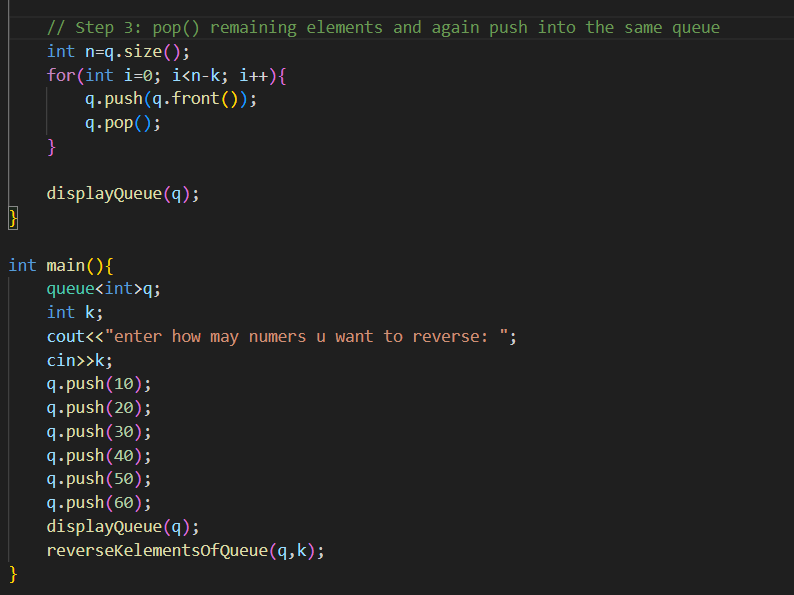 // Step 3: pop() remaining elements and again push into the same queue
int n=q.size();
for(int i=0; i<n-k; i++){
q.push(q.front());
q.pop();
}
displayQueue(q);
}
int main(){
queue<int>q;
int k;
cout<<"enter how may numers u want to reverse: ";
cin>>k;
q.push(10);
q.push(20);
q.push(30);
q.push(40);
q.push(50);
q.push(60);
displayQueue(q);
reverseKelementsOfQueue(q,k);
}